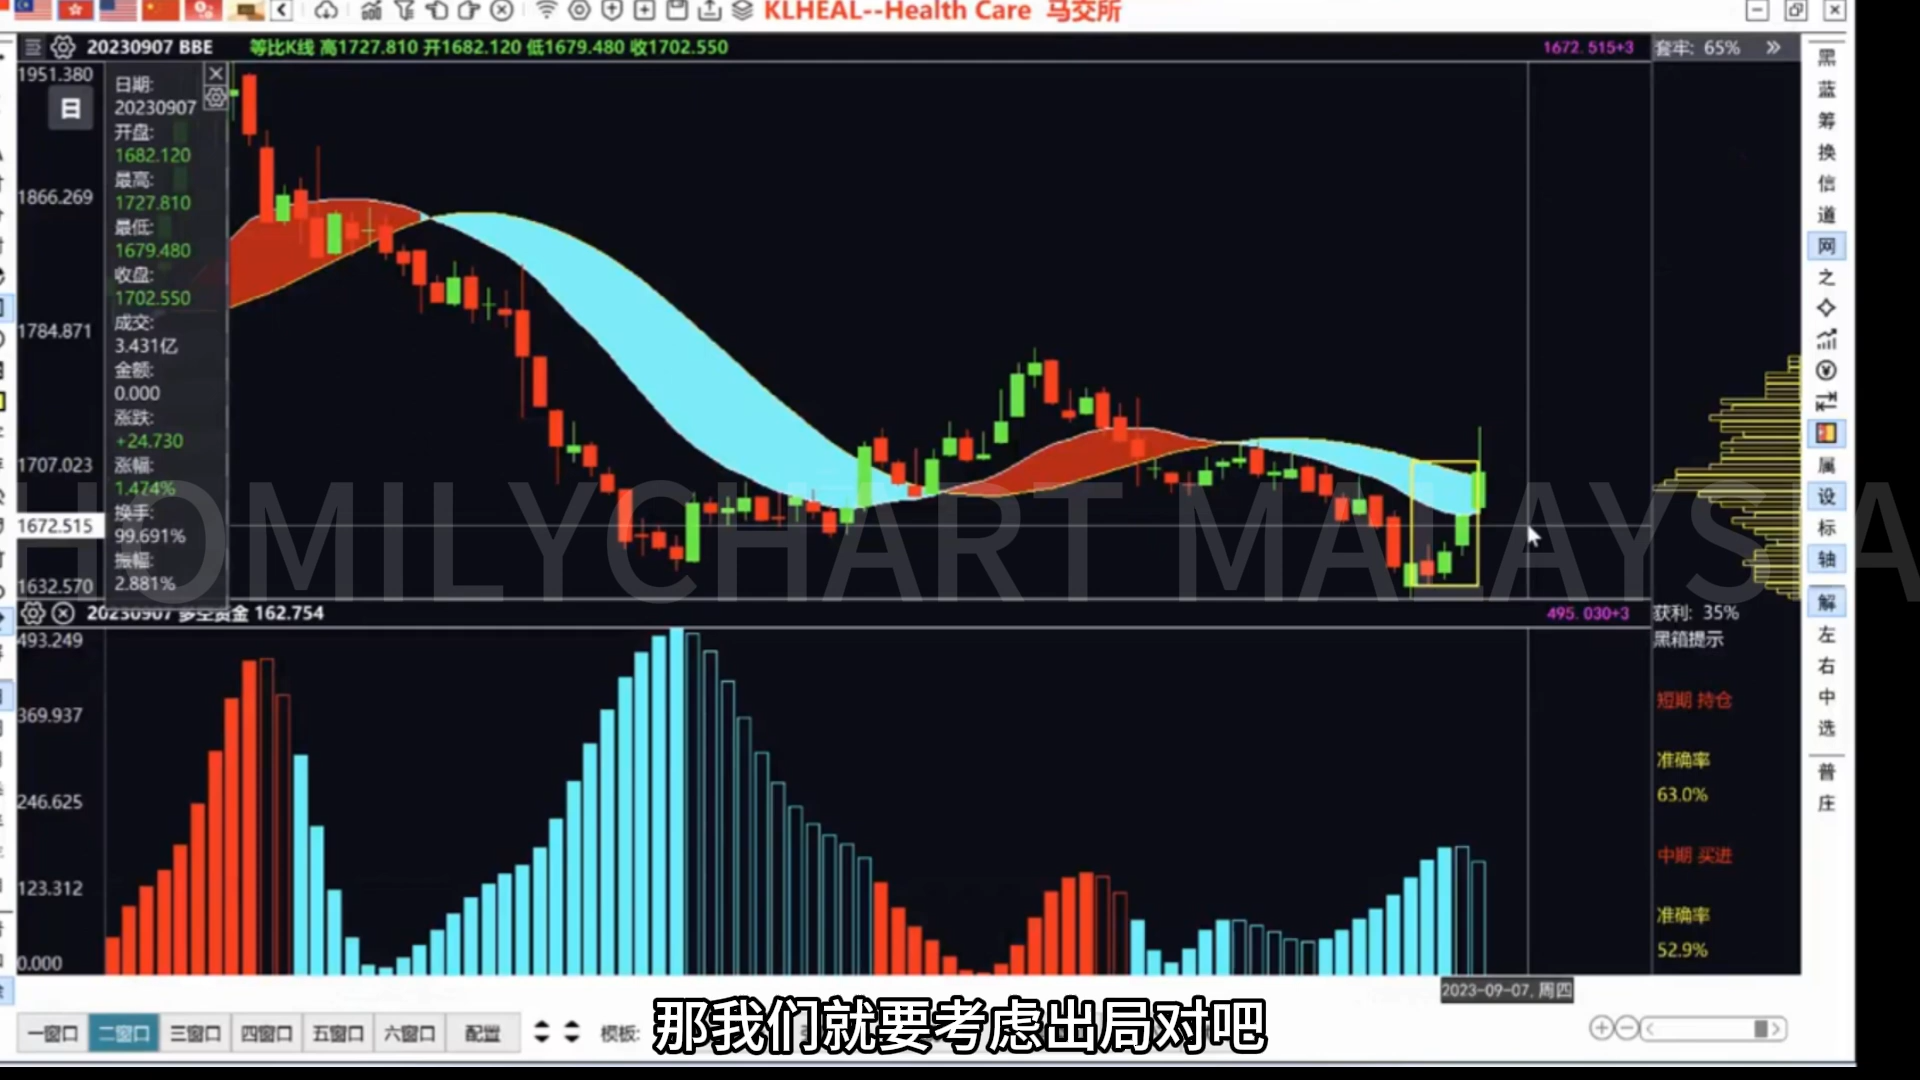 KLHEAL--Health Care 马交所
20230907 BBE 等比K线 高1727.810 开1682.120 低1679.480 收1702.550
1672.515+3
套牢: 65%
1951.380
1866.269
1784.871
1707.023
1672.515
1632.570
日
日期:
20230907
开盘:
1682.120
最高:
1727.810
最低:
1679.480
收盘:
1702.550
成交:
3.431亿
金额:
0.000
涨跌:
+24.730
涨幅:
1.474%
换手:
99.691%
振幅:
2.881%
HOMILYCHART MALAYSIA
20230907 多空资金 162.754
495.030+3
获利: 35%
493.249
369.937
246.625
123.312
0.000
黑箱提示
短期 持仓
准确率
63.0%
中期 买进
准确率
52.9%
黑
蓝
筹
换
信
道
网
之
属
设
标
轴
解
左
右
中
选
普
庄
2023-09-07, 周四
一窗口 二窗口 三窗口 四窗口 五窗口 六窗口 配置 模板:
那我们就要考虑出局对吧